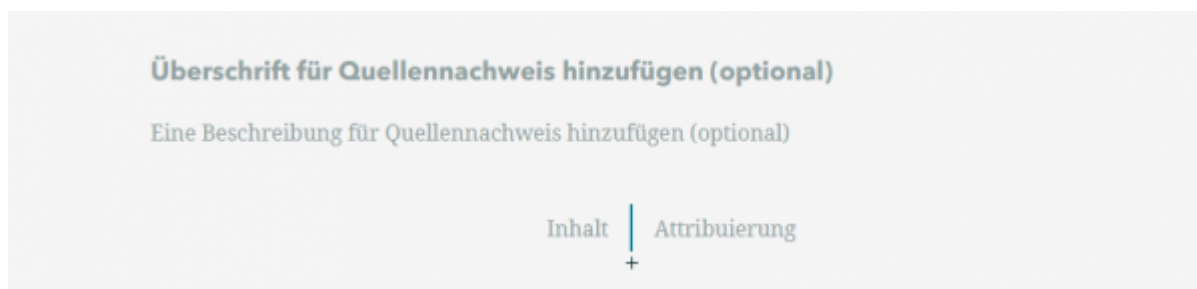 Überschrift für Quellennachweis hinzufügen (optional)
Eine Beschreibung für Quellennachweis hinzufügen (optional)
Inhalt Attribuierung
+